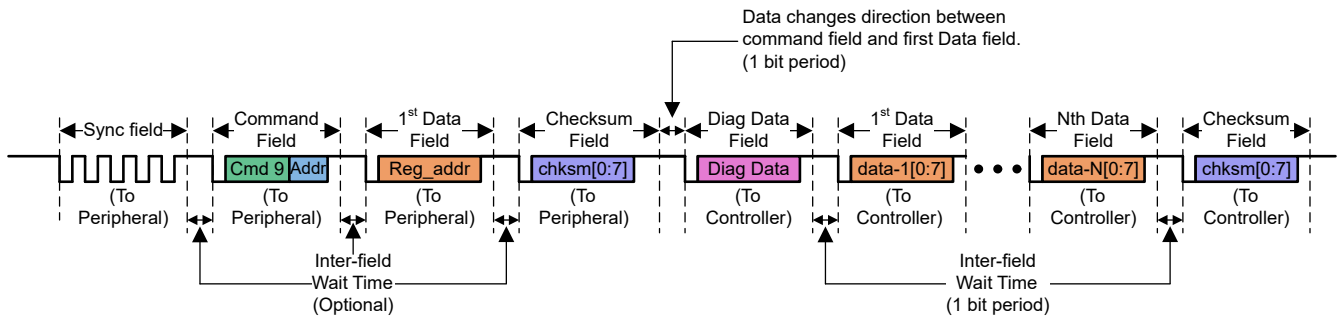 Data changes direction between
command field and first Data field.
(1 bit period)
Sync field
Command
Field
1st Data
Field
Checksum
Field
Diag Data
Field
1st Data
Field
Nth Data
Field
Checksum
Field
Cmd 9 Addr
Reg_addr
chksm[0:7]
Diag Data
data-1[0:7]
data-N[0:7]
chksm[0:7]
(To
Peripheral)
(To
Peripheral)
(To
Peripheral)
(To
Peripheral)
(To
Controller)
(To
Controller)
(To
Controller)
(To
Controller)
Inter-field
Wait Time
(Optional)
Inter-field
Wait Time
(1 bit period)